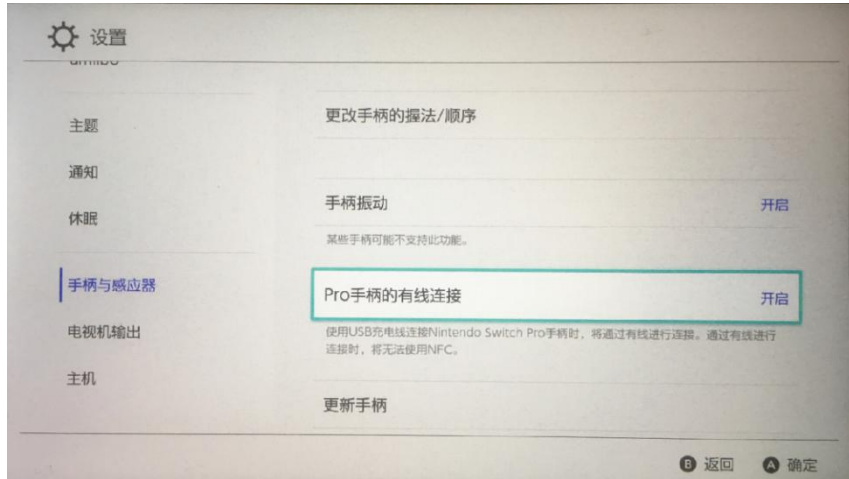 设置
amiibo
主题
通知
休眠
手柄与感应器
电视机输出
主机
更改手柄的握法/顺序
手柄振动 开启
某些手柄可能不支持此功能。
Pro手柄的有线连接 开启
使用USB充电线连接Nintendo Switch Pro手柄时，将通过有线进行连接。通过有线进行
连接时，将无法使用NFC。
更新手柄
B 返回 A 确定